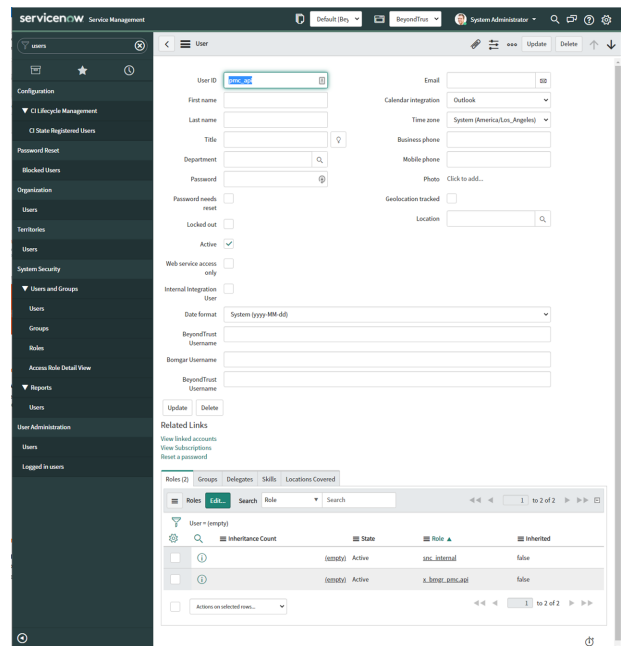 servicenow Service Management
Default [Bey
BeyondTrus
System Administrator
users
User
Update
Delete
Configuration
CI Lifecycle Management
CI State Registered Users
Password Reset
Blocked Users
Organization
Users
Territories
Users
System Security
Users and Groups
Users
Groups
Roles
Access Role Detail View
Reports
Users
User Administration
Users
Logged in users
User ID pmc_api
First name
Last name
Title
Department
Password
Password needs
reset
Locked out
Active
Web service access
only
Internal Integration
User
Date format System (yyyy-MM-dd)
BeyondTrust
Username
Bomgar Username
BeyondTrust
Username
Email
Calendar integration Outlook
Time zone System (America/Los_Angeles)
Business phone
Mobile phone
Photo Click to add...
Geolocation tracked
Location
Update Delete
Related Links
View linked accounts
View Subscriptions
Reset a password
Roles (2) Groups Delegates Skills Locations Covered
Roles Edit... Search Role Search 1 to 2 of 2
User = (empty)
Inheritance Count State Role Inherited
(empty) Active snc_internal false
(empty) Active x_bmgr_pmc.api false
Actions on selected rows... 1 to 2 of 2